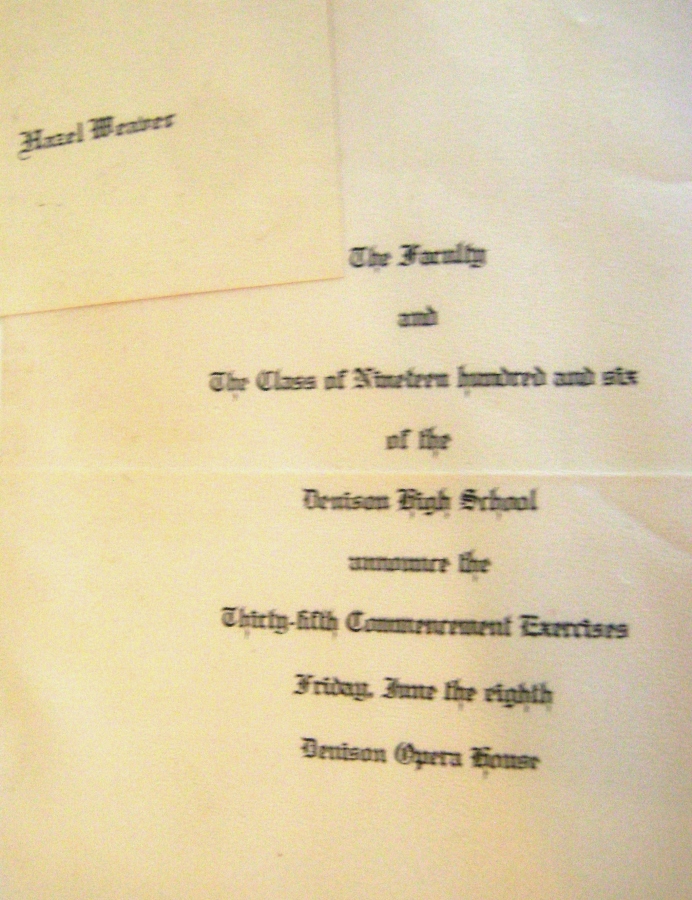 Hazel Weaver
The Faculty
and
The Class of Nineteen hundred and six
of the
Denison High School
announce the
Thirty-fifth Commencement Exercises
Friday, June the eighth
Denison Opera House